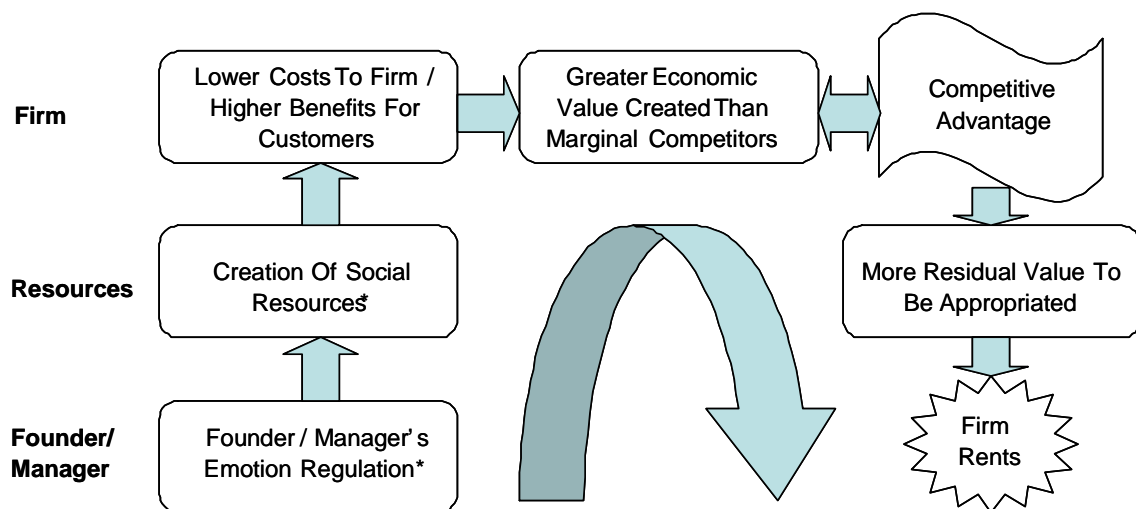 Firm
Lower Costs To Firm /
Higher Benefits For
Customers
Greater Economic
Value Created Than
Marginal Competitors
Competitive
Advantage
Resources
Creation Of Social
Resources*
More Residual Value To
Be Appropriated
Founder/
Manager
Founder / Manager's
Emotion Regulation*
Firm
Rents